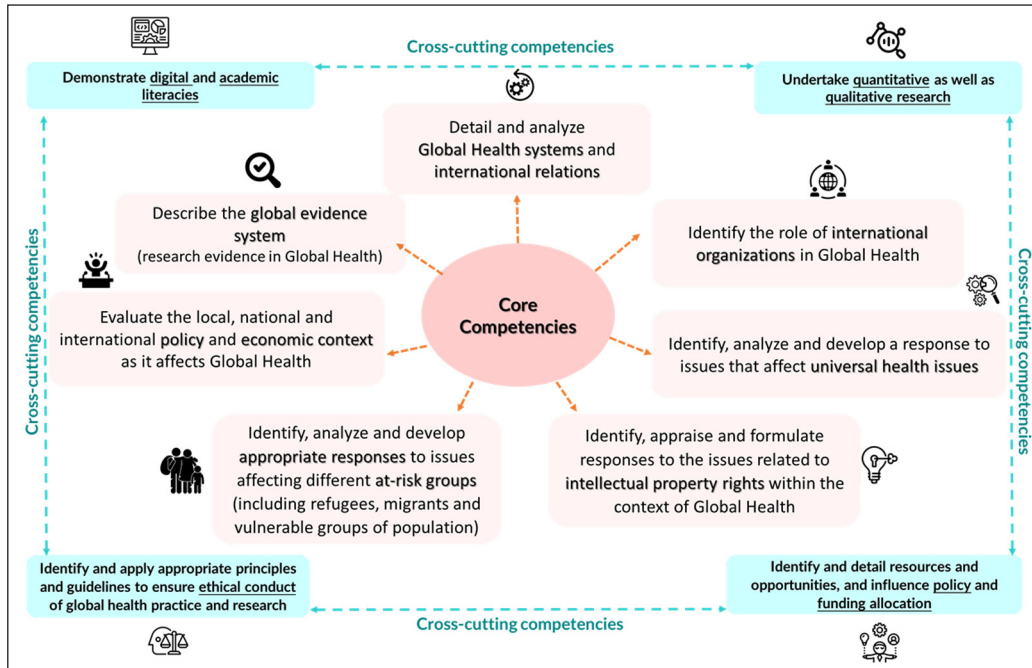 Cross-cutting competencies
Demonstrate digital and academic
literacies
Undertake quantitative as well as
qualitative research
Detail and analyze
Global Health systems and
international relations
Describe the global evidence
system
(research evidence in Global Health)
Identify the role of international
organizations in Global Health
Cross-cutting competencies
Cross-cutting competencies
Core
Competencies
Evaluate the local, national and
international policy and economic context
as it affects Global Health
Identify, analyze and develop a response to
issues that affect universal health issues
Identify, analyze and develop
appropriate responses to issues
affecting different at-risk groups
(including refugees, migrants and
vulnerable groups of population)
Identify, appraise and formulate
responses to the issues related to
intellectual property rights within the
context of Global Health
Identify and apply appropriate principles
and guidelines to ensure ethical conduct
of global health practice and research
Identify and detail resources and
opportunities, and influence policy and
funding allocation
Cross-cutting competencies